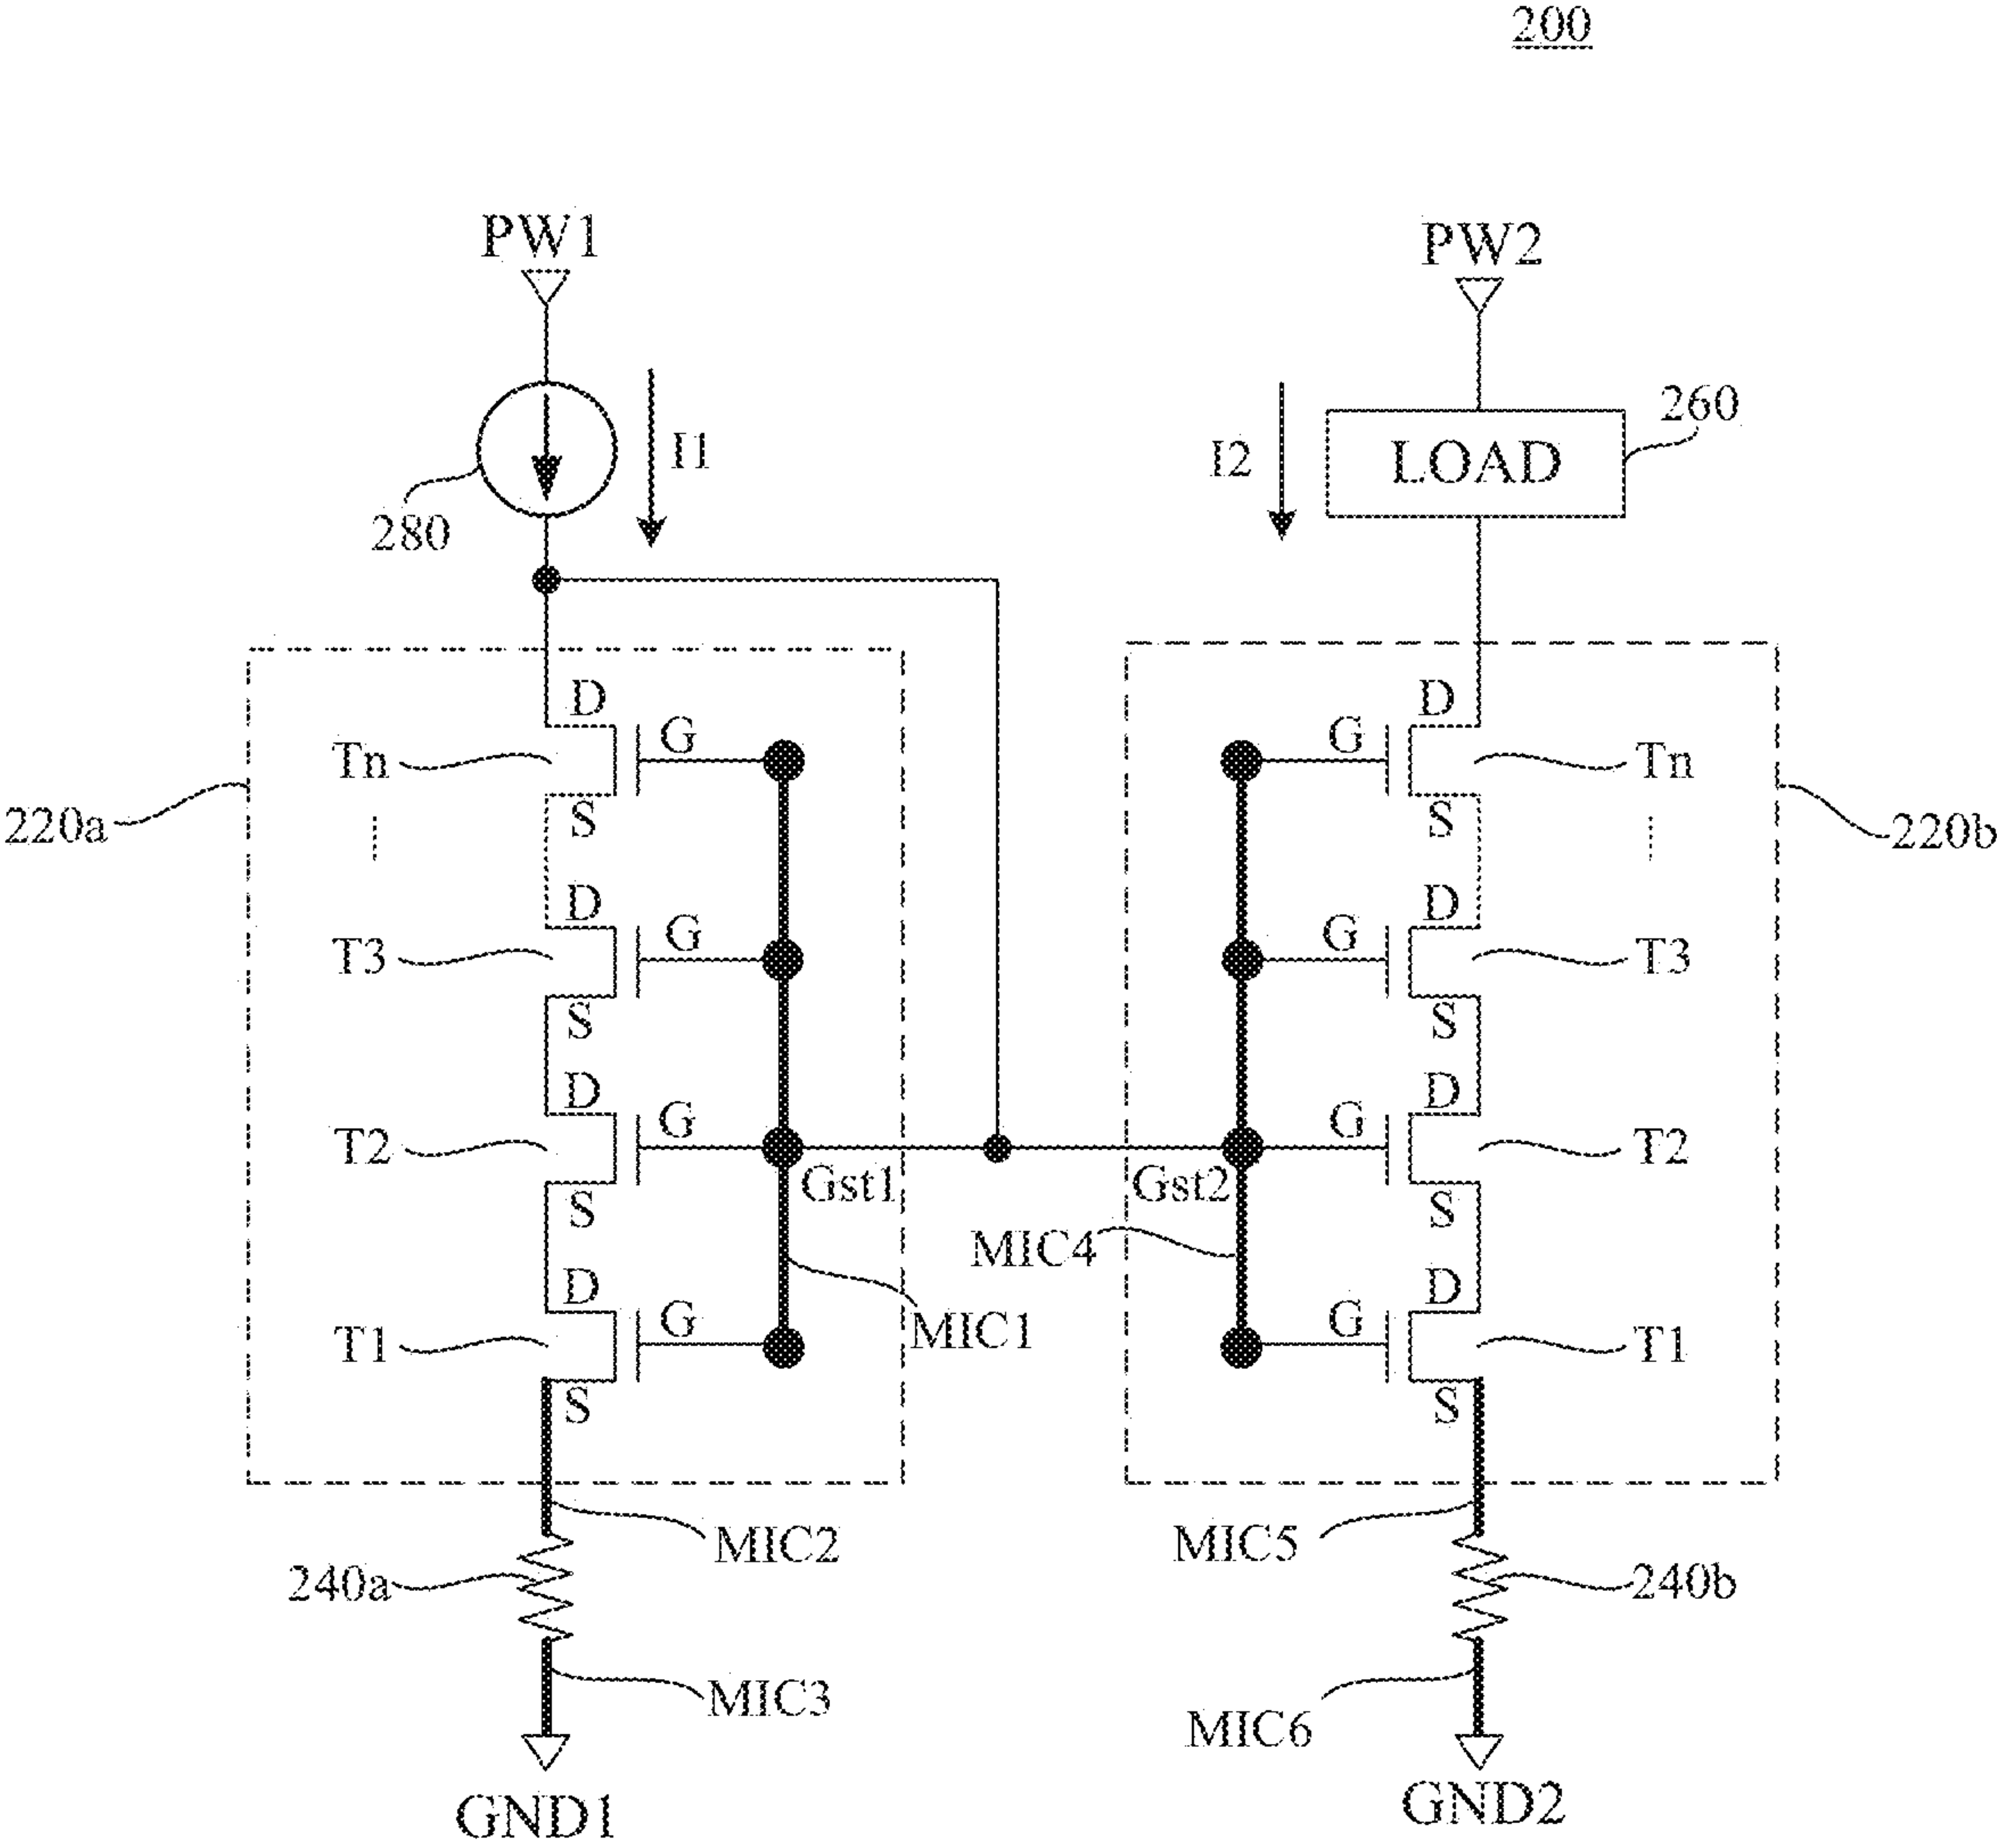 200
PW1
PW2
I1
I2
LOAD
260
280
D
D
Tn
G
G
Tn
S
S
220a
220b
D
D
T3
G
G
T3
S
S
D
D
T2
G
G
T2
Gst1
Gst2
S
S
MIC4
D
D
T1
G
MIC1
G
T1
S
S
MIC2
MIC5
240a
240b
MIC3
MIC6
GND1
GND2